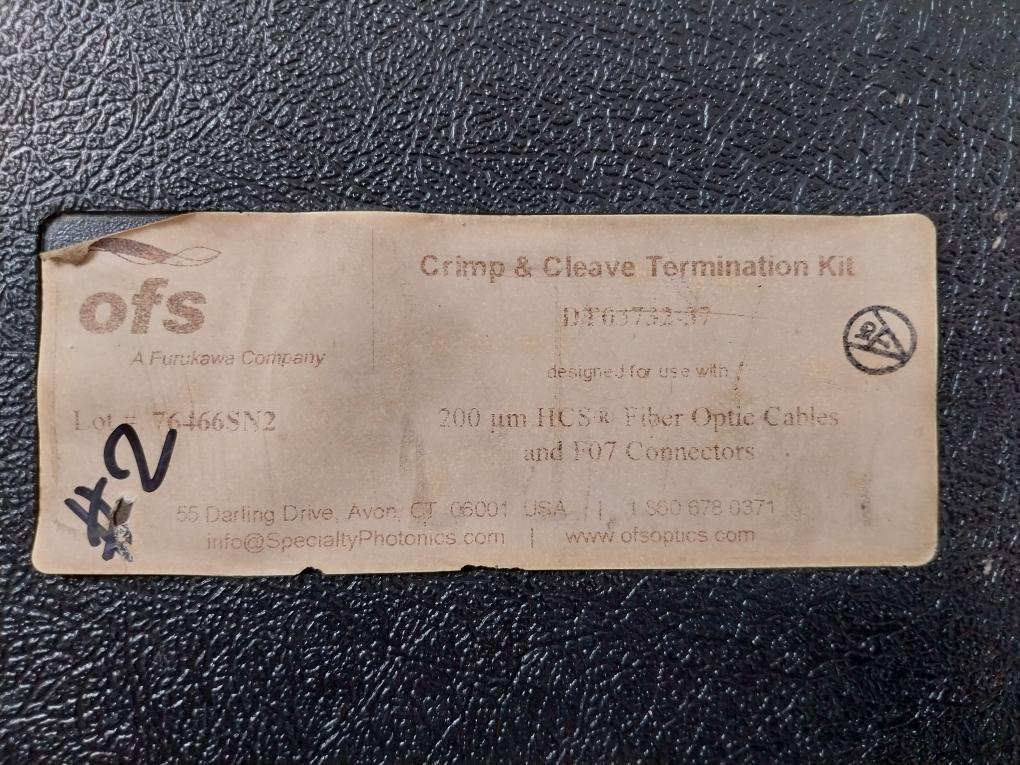 ofs
A Furukawa Company
Lot # 76466SN2
#2
Crimp & Cleave Termination Kit
DT03732-37
designed for use with
200 µm HCS® Fiber Optic Cables
and F07 Connectors
55 Darling Drive, Avon, CT 06001 USA | 1 860 678 0371
info@SpecialtyPhotonics.com | www.ofsoptics.com